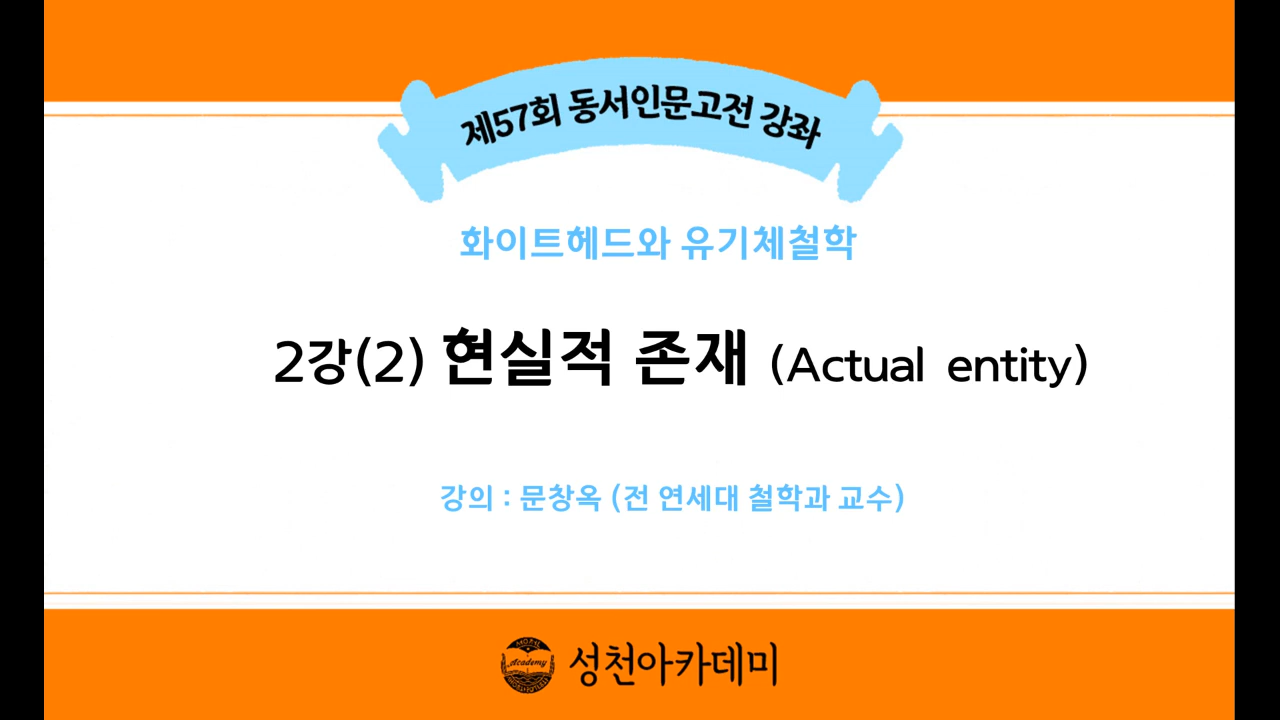 제57회 동서인문고전 강좌
화이트헤드와 유기체철학
2강(2) 현실적 존재 (Actual entity)
강의 : 문창옥 (전 연세대 철학과 교수)
Academy
성천아카데미